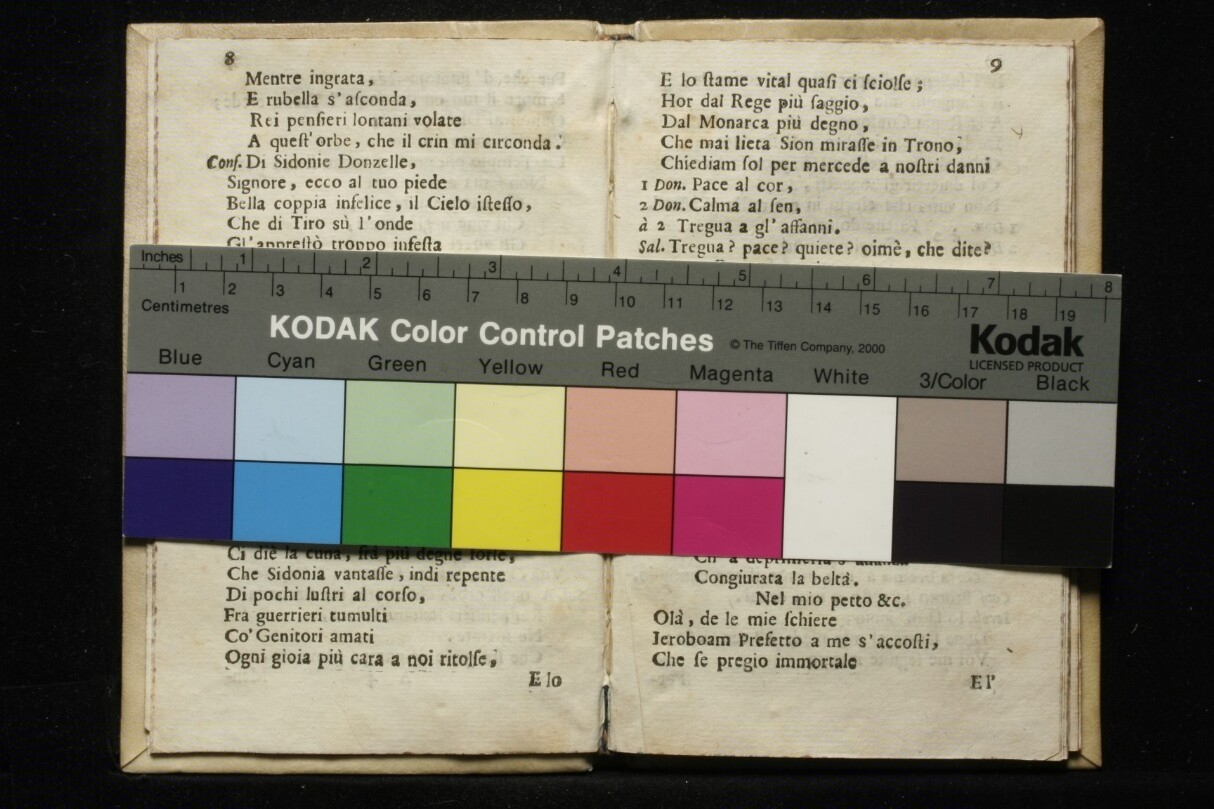 8
Mentre ingrata,
E rubella s'aſconda,
Rei penſieri lontani volate
A queſt'orbe, che il crin mi circonda.
Conſ. Di Sidonie Donzelle,
Signore, ecco al tuo piede
Bella coppia infelice, il Cielo iſteſſo,
Che di Tiro sù l'onde
Gl'appreſtò troppo infeſta
Ci diè la cuna, frà più degne ſorte,
Che Sidonia vantaſſe, indi repente
Di pochi luſtri al corſo,
Fra guerrieri tumulti
Co' Genitori amati
Ogni gioia più cara a noi ritolſe,
E lo
9
E lo ſtame vital quaſi ci ſciolſe;
Hor dal Rege più ſaggio,
Dal Monarca più degno,
Che mai lieta Sion miraſſe in Trono,
Chiediam ſol per mercede a noſtri danni
1 Don. Pace al cor,
2 Don. Calma al ſen,
à 2 Tregua a gl'affanni.
Sal. Tregua? pace? quiete? oimè, che dite?
Congiurata la beltà.
Nel mio petto &c.
Olà, de le mie ſchiere
Ieroboam Prefetto a me s'accoſti,
Che ſe pregio immortale
E l'
Inches 1 2 3 4 5 6 7 8
1 2 3 4 5 6 7 8 9 10 11 12 13 14 15 16 17 18 19
Centimetres
KODAK Color Control Patches
© The Tiffen Company, 2000
Kodak
LICENSED PRODUCT
Blue Cyan Green Yellow Red Magenta White 3/Color Black